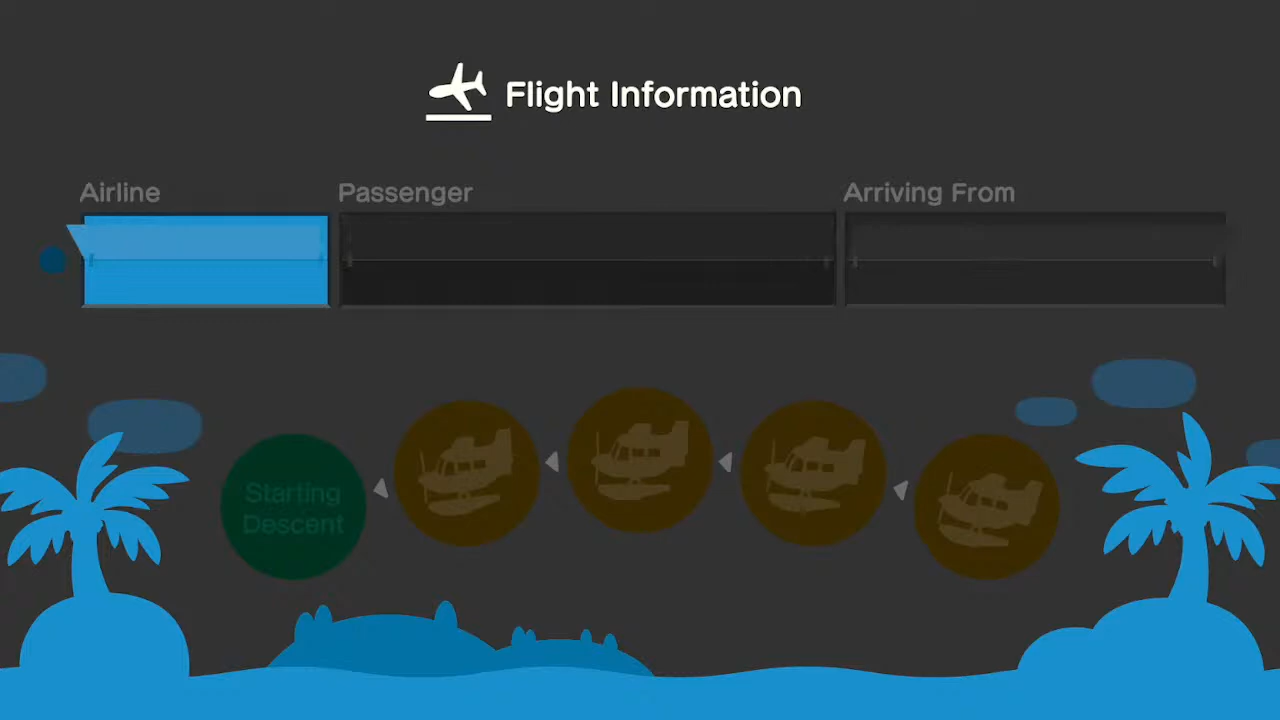 Flight Information
Airline
Passenger
Arriving From
Starting
Descent